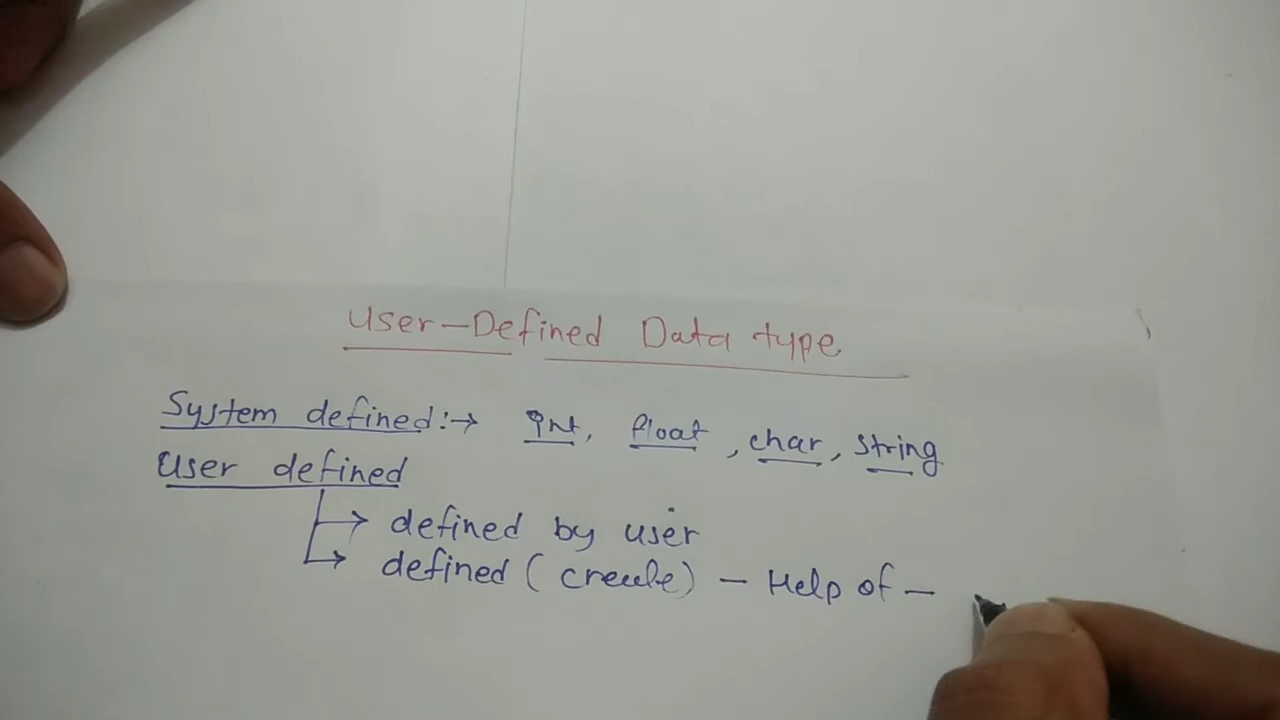 User-Defined Data type
System defined:→ int, float, char, string
User defined
→ defined by user
→ defined (create) - Help of -